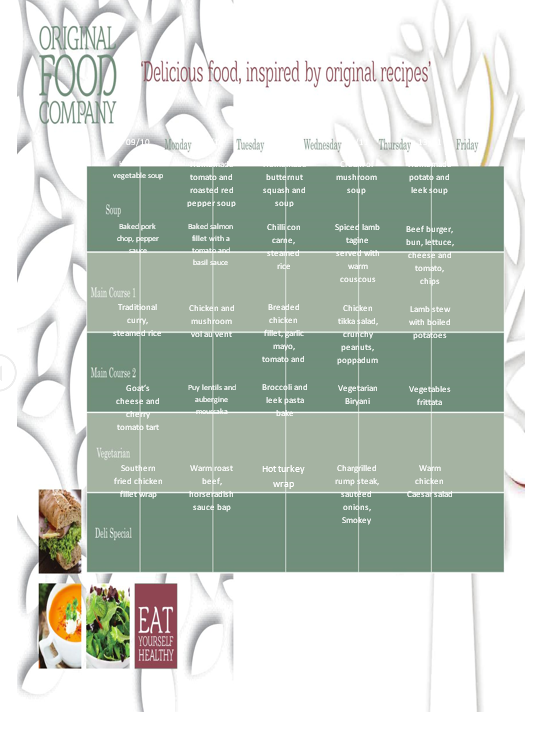 ORIGINAL
FOOD
COMPANY
'Delicious food, inspired by original recipes'
09/10
Monday
Tuesday
Wednesday
Thursday
Friday
Soup
vegetable soup
tomato and
roasted red
pepper soup
butternut
squash and
soup
mushroom
soup
potato and
leek soup
Main Course 1
Baked pork
chop, pepper
sauce
Baked salmon
fillet with a
tomato and
basil sauce
Chilli con
carne,
steamed
rice
Spiced lamb
tagine
served with
warm
couscous
Beef burger,
bun, lettuce,
cheese and
tomato,
chips
Main Course 2
Traditional
curry,
steamed rice
Chicken and
mushroom
vol au vent
Breaded
chicken
fillet, garlic
mayo,
tomato and
Chicken
tikka salad,
crunchy
peanuts,
poppadum
Lamb stew
with boiled
potatoes
Vegetarian
Goat's
cheese and
cherry
tomato tart
Puy lentils and
aubergine
moussaka
Broccoli and
leek pasta
bake
Vegetarian
Biryani
Vegetables
frittata
Deli Special
Southern
fried chicken
fillet wrap
Warm roast
beef,
horseradish
sauce bap
Hot turkey
wrap
Chargrilled
rump steak,
sauteed
onions,
Smokey
Warm
chicken
Caesar salad
EAT
YOURSELF
HEALTHY